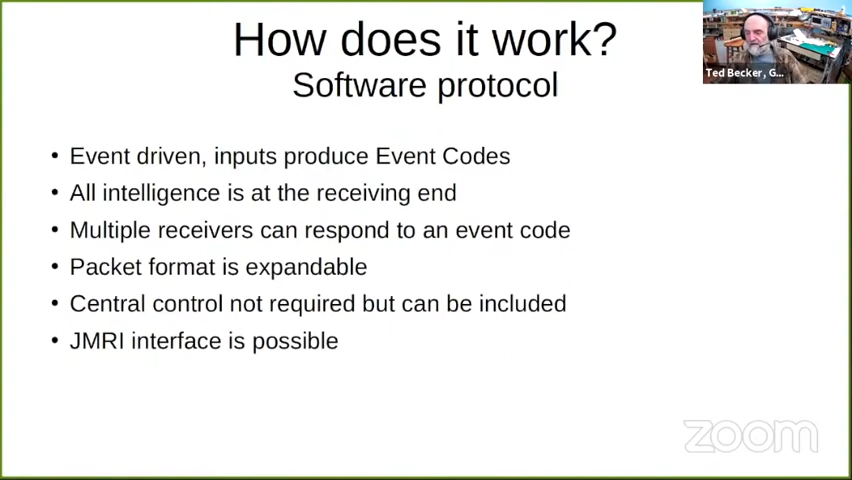 How does it work?
Software protocol
• Event driven, inputs produce Event Codes
• All intelligence is at the receiving end
• Multiple receivers can respond to an event code
• Packet format is expandable
• Central control not required but can be included
• JMRI interface is possible
Ted Becker, G...
zoom